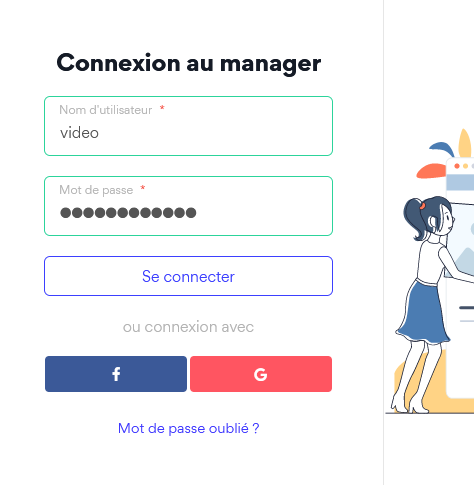 Connexion au manager
Nom d'utilisateur *
video
Mot de passe *
●●●●●●●●●●●●
Se connecter
ou connexion avec
f G
Mot de passe oublié ?